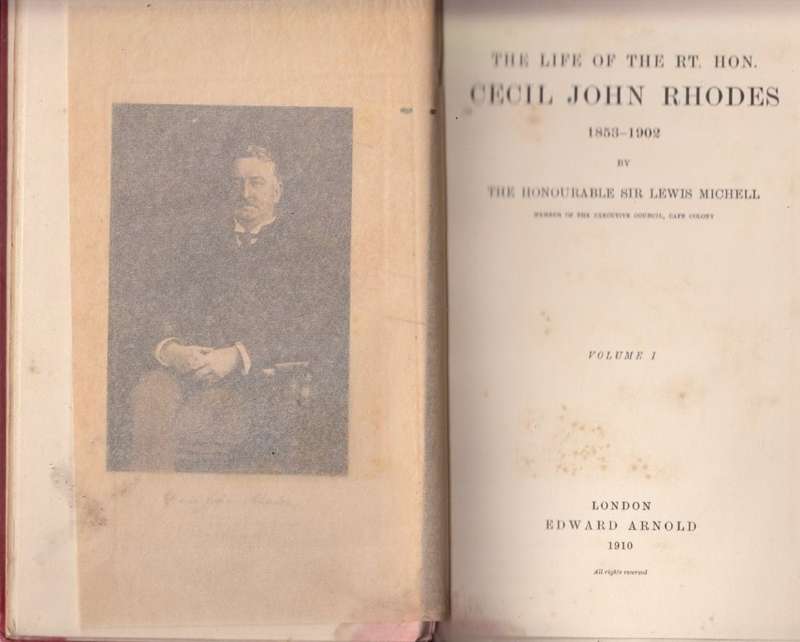 THE LIFE OF THE RT. HON.
CECIL JOHN RHODES
1853-1902
BY
THE HONOURABLE SIR LEWIS MICHELL
MEMBER OF THE EXECUTIVE COUNCIL, CAPE COLONY
VOLUME I
LONDON
EDWARD ARNOLD
1910
All rights reserved